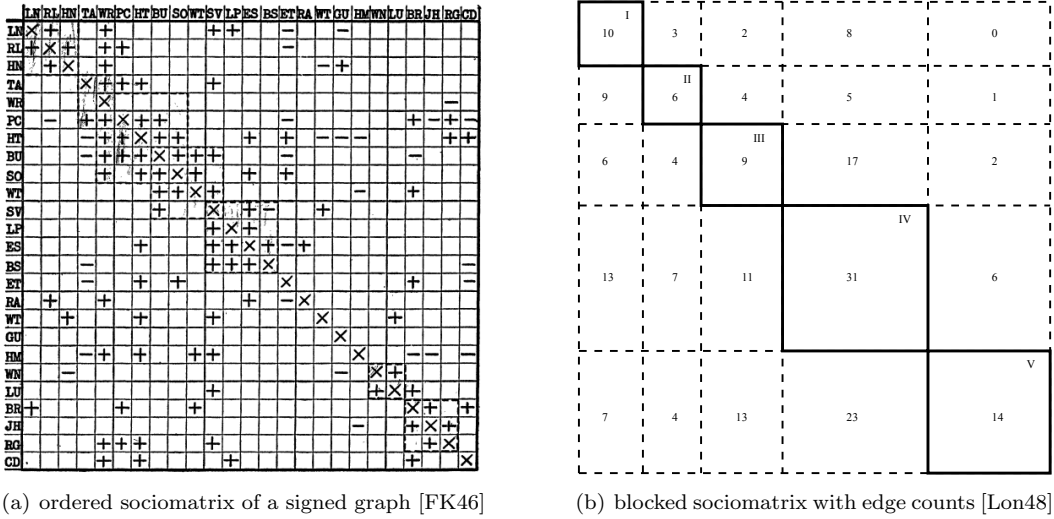 LN RL HN TA WR PC HT BU SO WT SV LP ES BS ET RA WT GU HM WN LU BR JH RG CD
LN
RL
HN
TA
WR
PC
HT
BU
SO
WT
SV
LP
ES
BS
ET
RA
WT
GU
HM
WN
LU
BR
JH
RG
CD
(a) ordered sociomatrix of a signed graph [FK46]
I
10 3 2 8 0
II
9 6 4 5 1
III
6 4 9 17 2
IV
13 7 11 31 6
V
7 4 13 23 14
(b) blocked sociomatrix with edge counts [Lon48]